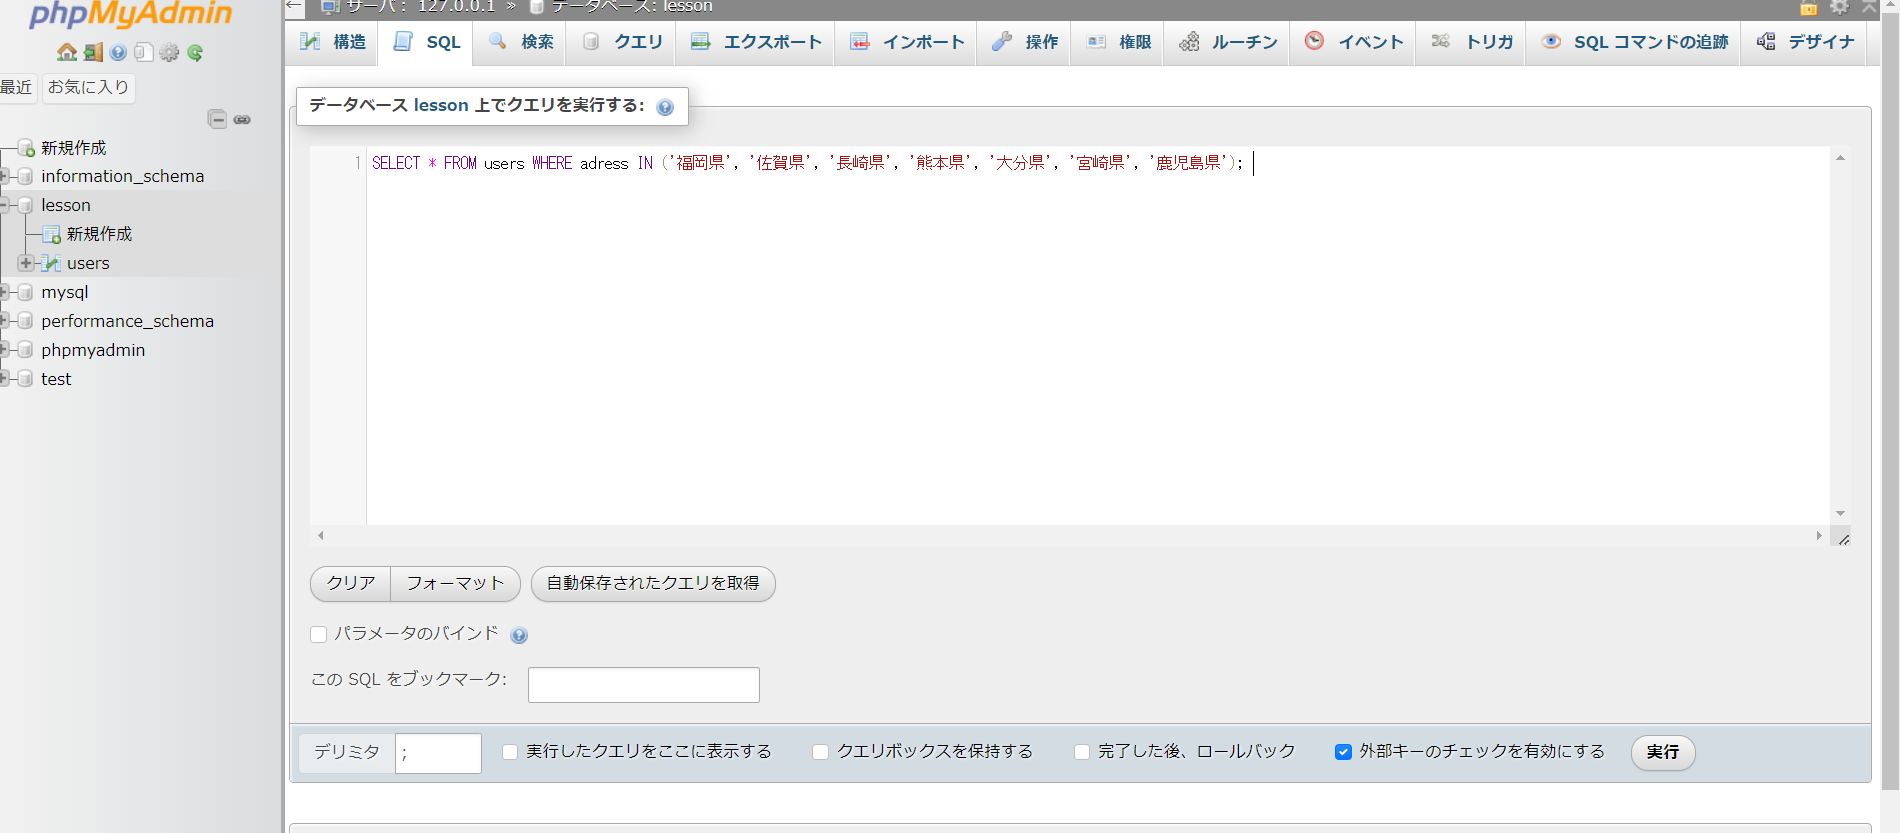 phpMyAdmin
最近 お気に入り
新規作成
information_schema
lesson
新規作成
users
mysql
performance_schema
phpmyadmin
test
← サーバ: 127.0.0.1 » データベース: lesson
構造 SQL 検索 クエリ エクスポート インポート 操作 権限 ルーチン イベント トリガ SQL コマンドの追跡 デザイナ
データベース lesson 上でクエリを実行する:
1 SELECT * FROM users WHERE adress IN ('福岡県', '佐賀県', '長崎県', '熊本県', '大分県', '宮崎県', '鹿児島県');
クリア フォーマット 自動保存されたクエリを取得
パラメータのバインド
この SQL をブックマーク:
デリミタ ; 実行したクエリをここに表示する クエリボックスを保持する 完了した後、ロールバック 外部キーのチェックを有効にする 実行